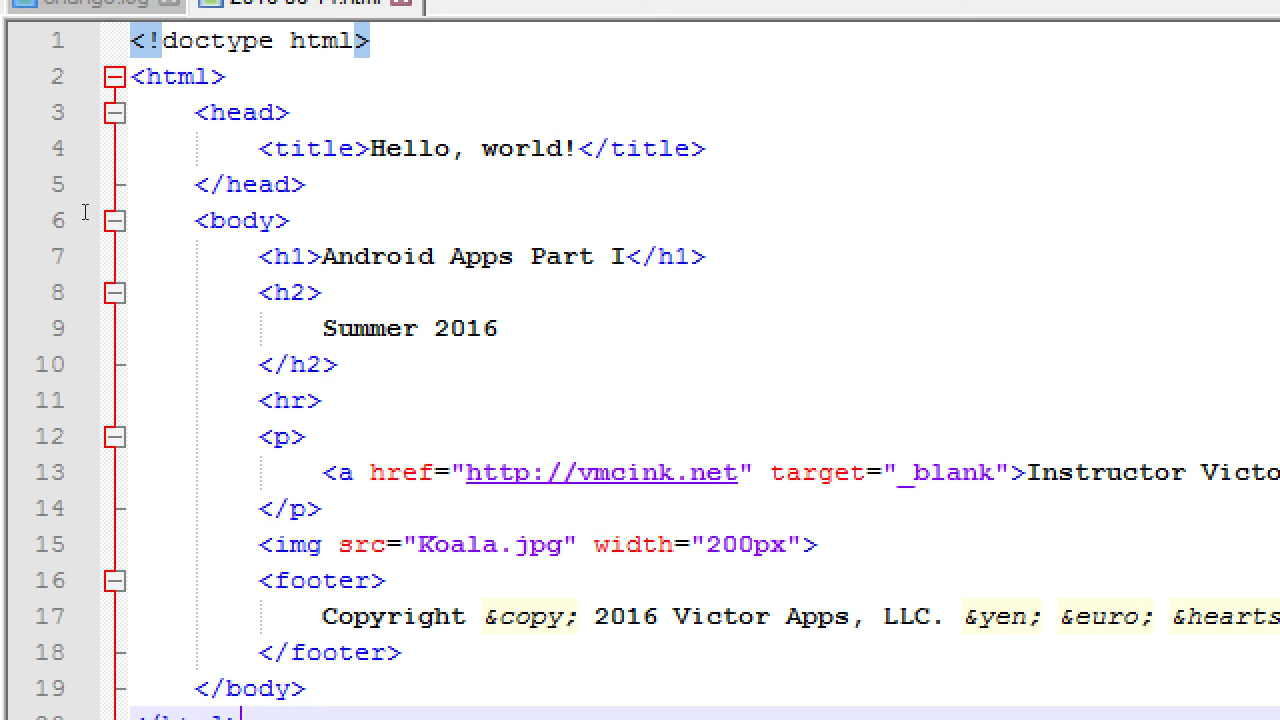 1 <!doctype html>
2 <html>
3 <head>
4 <title>Hello, world!</title>
5 </head>
6 <body>
7 <h1>Android Apps Part I</h1>
8 <h2>
9 Summer 2016
10 </h2>
11 <hr>
12 <p>
13 <a href="http://vmcink.net" target="_blank">Instructor Victo
14 </p>
15 <img src="Koala.jpg" width="200px">
16 <footer>
17 Copyright &copy; 2016 Victor Apps, LLC. &yen; &euro; &hearts
18 </footer>
19 </body>